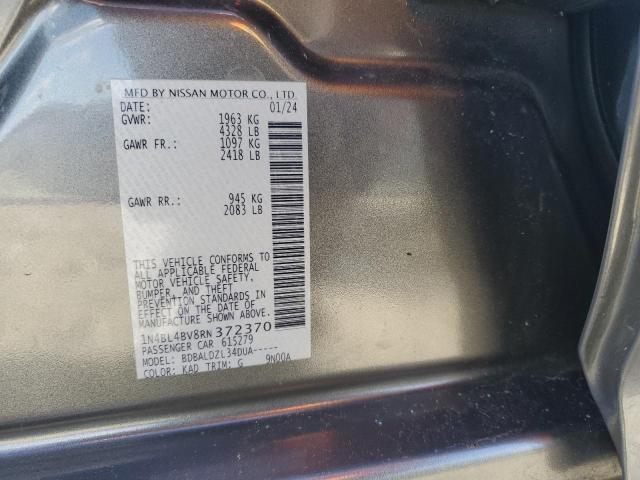 MFD BY NISSAN MOTOR CO., LTD.
DATE: 01/24
GVWR: 1963 KG
4328 LB
GAWR FR.: 1097 KG
2418 LB
GAWR RR.: 945 KG
2083 LB
THIS VEHICLE CONFORMS TO
ALL APPLICABLE FEDERAL
MOTOR VEHICLE SAFETY,
BUMPER, AND THEFT
PREVENTION STANDARDS IN
EFFECT ON THE DATE OF
MANUFACTURE SHOWN ABOVE.
1N4BL4BV8RN372370
PASSENGER CAR 615279
MODEL: BDBALDZL34DUA-----
COLOR: KAD TRIM: G 9N00A